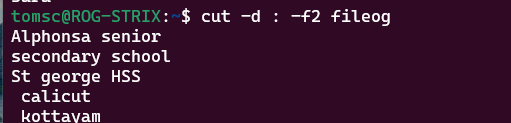 tomsc@ROG-STRIX:~$ cut -d : -f2 fileog
Alphonsa senior
secondary school
St george HSS
 calicut
 kottayam